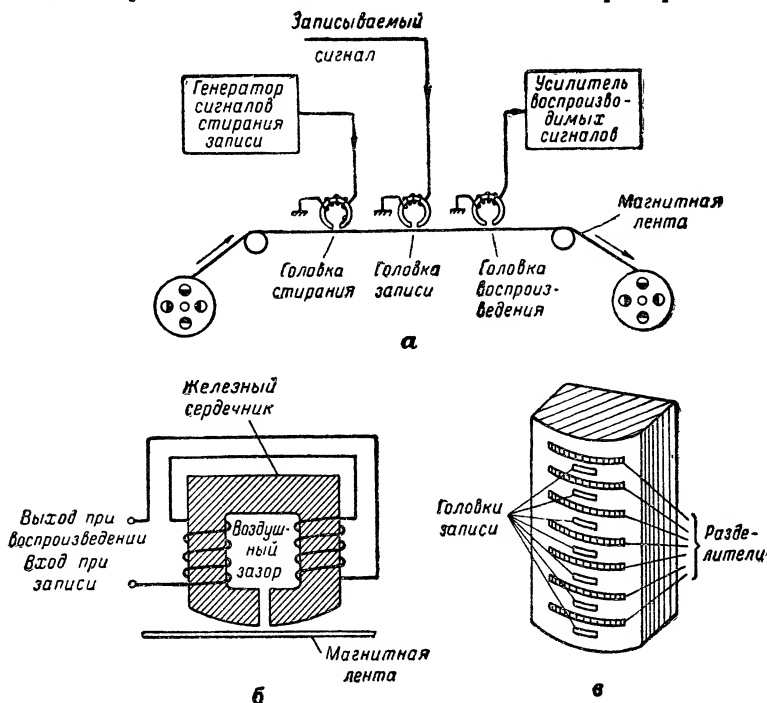 Записываемый
сигнал
Генератор
сигналов
стирания
записи
Усилитель
воспроизво-
димых
сигналов
Магнитная
лента
Головка
стирания
Головка
записи
Головка
воспроиз-
ведения
а
Железный
сердечник
Выход при
воспроизведении
Вход при
записи
Воздуш-
ный
зазор
Магнитная
лента
б
Головки
записи
Разде-
лители
в